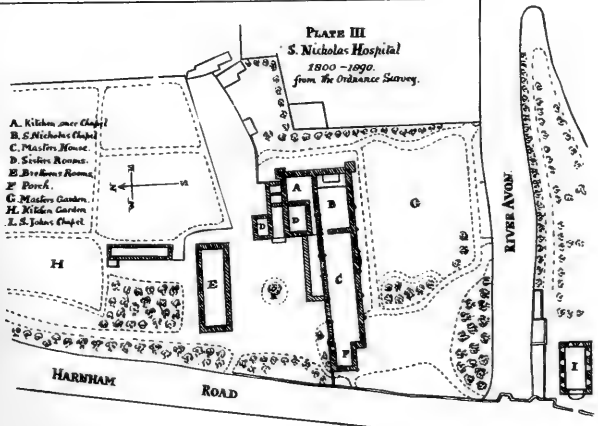 PLATE III
S. Nicholas Hospital
1800-1890.
from the Ordnance Survey.
A. Kitchen once Chapel
B. S. Nicholas Chapel
C. Masters House.
D. Sisters Rooms.
E. Brothers Rooms
F Porch.
G. Masters Garden.
H. Kitchen Garden
I. S. Johns Chapel.
N
S
A
B
D
D
C
E
F
G
H
I
RIVER AVON.
HARNHAM ROAD